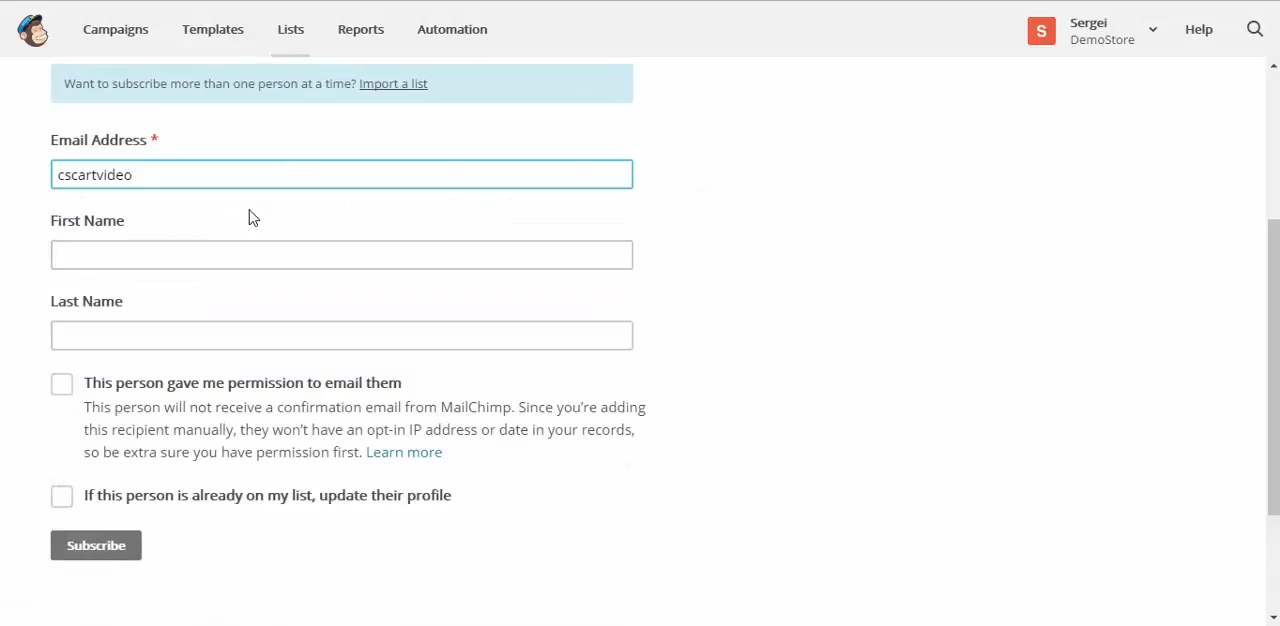 Campaigns Templates Lists Reports Automation
S Sergei Help
DemoStore
Want to subscribe more than one person at a time? Import a list
Email Address *
cscartvideo
First Name
Last Name
This person gave me permission to email them
This person will not receive a confirmation email from MailChimp. Since you're adding
this recipient manually, they won't have an opt-in IP address or date in your records,
so be extra sure you have permission first. Learn more
If this person is already on my list, update their profile
Subscribe